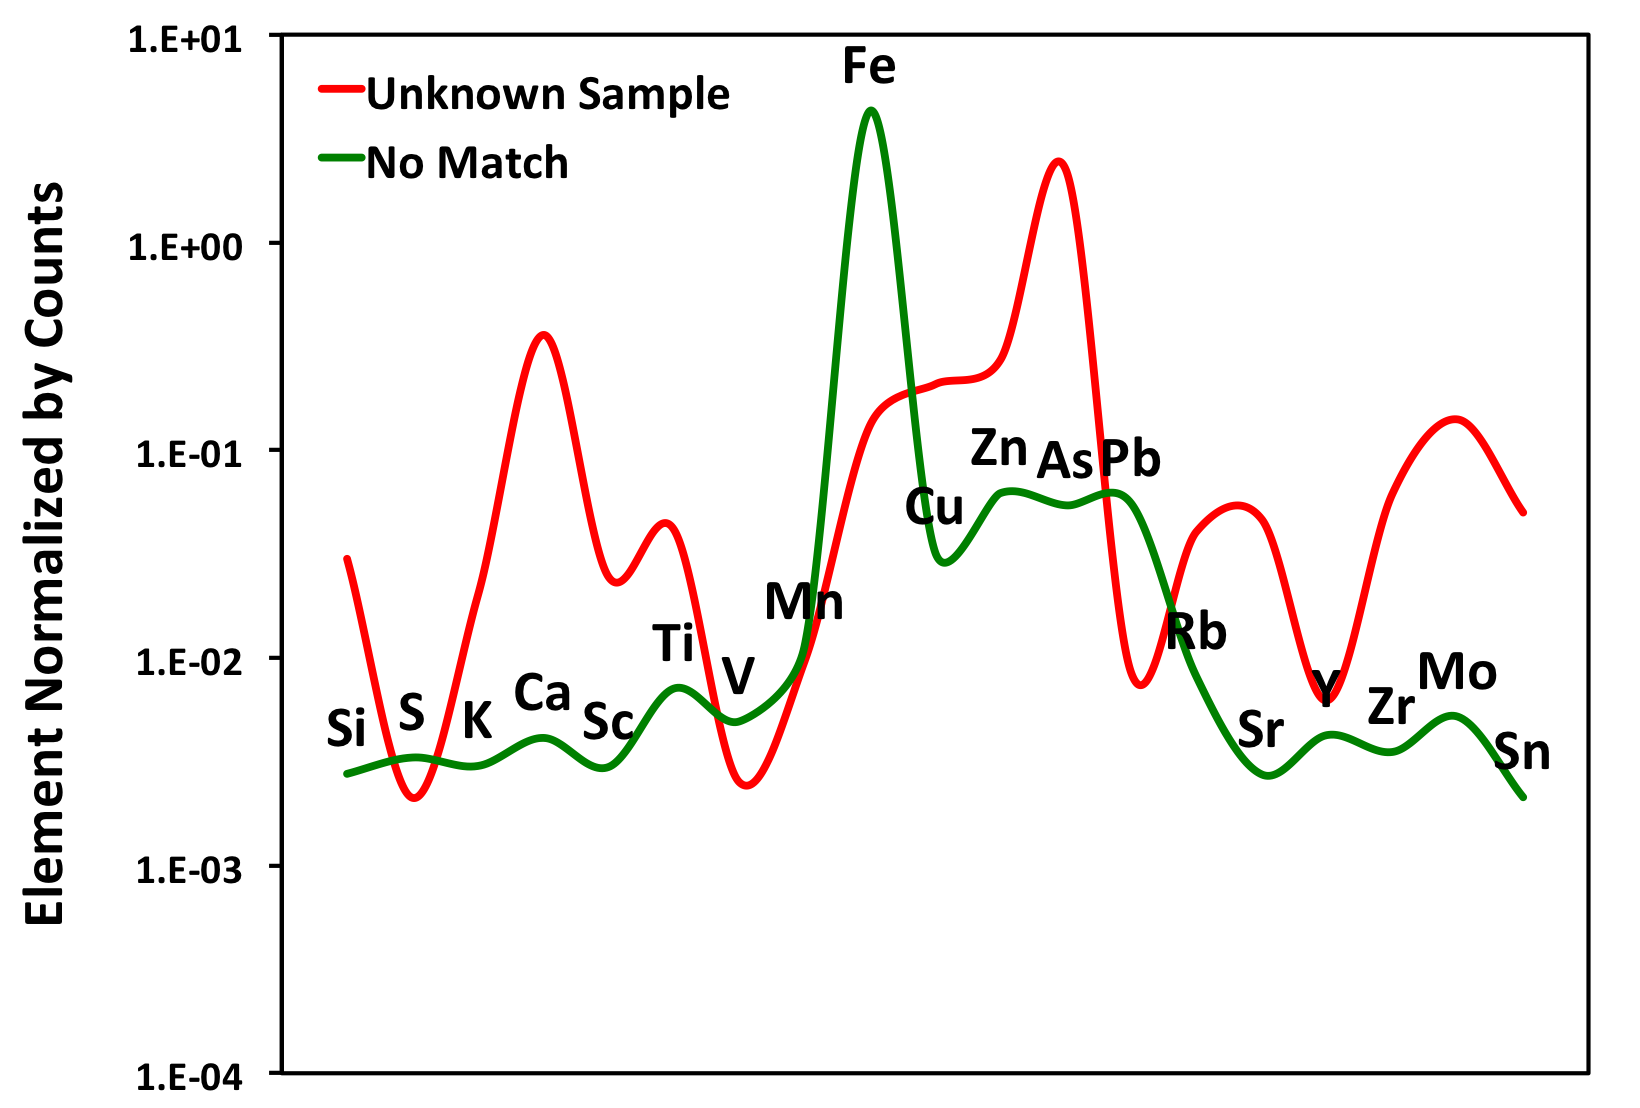 1.E+01
1.E+00
1.E-01
1.E-02
1.E-03
1.E-04
Element Normalized by Counts
Unknown Sample
No Match
Si
S
K
Ca
Sc
Ti
V
Mn
Fe
Cu
Zn
As
Pb
Rb
Sr
Y
Zr
Mo
Sn